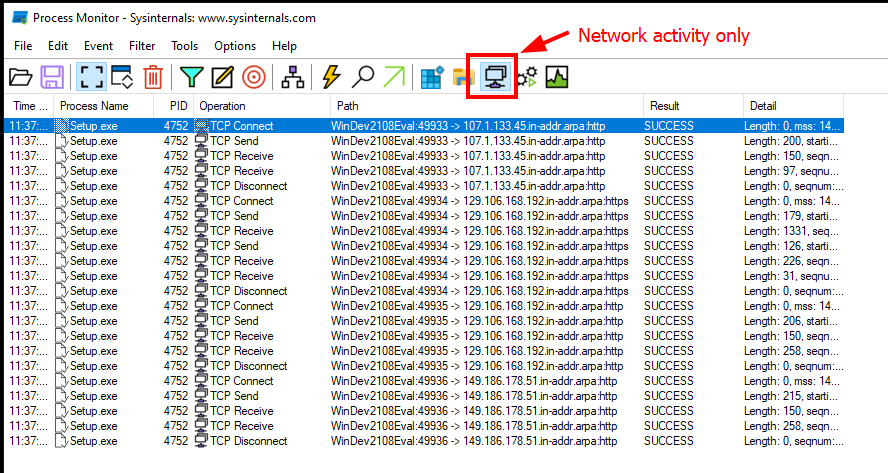 Process Monitor - Sysinternals: www.sysinternals.com
Network activity only
File Edit Event Filter Tools Options Help
Time ... Process Name PID Operation Path Result Detail
11:37:... Setup.exe 4752 TCP Connect WinDev2108Eval:49933 -> 107.1.133.45.in-addr.arpa:http SUCCESS Length: 0, mss: 14...
11:37:... Setup.exe 4752 TCP Send WinDev2108Eval:49933 -> 107.1.133.45.in-addr.arpa:http SUCCESS Length: 200, starti...
11:37:... Setup.exe 4752 TCP Receive WinDev2108Eval:49933 -> 107.1.133.45.in-addr.arpa:http SUCCESS Length: 150, seqn...
11:37:... Setup.exe 4752 TCP Receive WinDev2108Eval:49933 -> 107.1.133.45.in-addr.arpa:http SUCCESS Length: 97, seqnu...
11:37:... Setup.exe 4752 TCP Disconnect WinDev2108Eval:49933 -> 107.1.133.45.in-addr.arpa:http SUCCESS Length: 0, seqnum:...
11:37:... Setup.exe 4752 TCP Connect WinDev2108Eval:49934 -> 129.106.168.192.in-addr.arpa:https SUCCESS Length: 0, mss: 14...
11:37:... Setup.exe 4752 TCP Send WinDev2108Eval:49934 -> 129.106.168.192.in-addr.arpa:https SUCCESS Length: 179, starti...
11:37:... Setup.exe 4752 TCP Receive WinDev2108Eval:49934 -> 129.106.168.192.in-addr.arpa:https SUCCESS Length: 1331, seq...
11:37:... Setup.exe 4752 TCP Send WinDev2108Eval:49934 -> 129.106.168.192.in-addr.arpa:https SUCCESS Length: 126, starti...
11:37:... Setup.exe 4752 TCP Receive WinDev2108Eval:49934 -> 129.106.168.192.in-addr.arpa:https SUCCESS Length: 226, seqn...
11:37:... Setup.exe 4752 TCP Receive WinDev2108Eval:49934 -> 129.106.168.192.in-addr.arpa:https SUCCESS Length: 31, seqnu...
11:37:... Setup.exe 4752 TCP Disconnect WinDev2108Eval:49934 -> 129.106.168.192.in-addr.arpa:https SUCCESS Length: 0, seqnum:...
11:37:... Setup.exe 4752 TCP Connect WinDev2108Eval:49935 -> 129.106.168.192.in-addr.arpa:http SUCCESS Length: 0, mss: 14...
11:37:... Setup.exe 4752 TCP Send WinDev2108Eval:49935 -> 129.106.168.192.in-addr.arpa:http SUCCESS Length: 206, starti...
11:37:... Setup.exe 4752 TCP Receive WinDev2108Eval:49935 -> 129.106.168.192.in-addr.arpa:http SUCCESS Length: 150, seqn...
11:37:... Setup.exe 4752 TCP Receive WinDev2108Eval:49935 -> 129.106.168.192.in-addr.arpa:http SUCCESS Length: 258, seqn...
11:37:... Setup.exe 4752 TCP Disconnect WinDev2108Eval:49935 -> 129.106.168.192.in-addr.arpa:http SUCCESS Length: 0, seqnum:...
11:37:... Setup.exe 4752 TCP Connect WinDev2108Eval:49936 -> 149.186.178.51.in-addr.arpa:http SUCCESS Length: 0, mss: 14...
11:37:... Setup.exe 4752 TCP Send WinDev2108Eval:49936 -> 149.186.178.51.in-addr.arpa:http SUCCESS Length: 215, starti...
11:37:... Setup.exe 4752 TCP Receive WinDev2108Eval:49936 -> 149.186.178.51.in-addr.arpa:http SUCCESS Length: 150, seqn...
11:37:... Setup.exe 4752 TCP Receive WinDev2108Eval:49936 -> 149.186.178.51.in-addr.arpa:http SUCCESS Length: 258, seqn...
11:37:... Setup.exe 4752 TCP Disconnect WinDev2108Eval:49936 -> 149.186.178.51.in-addr.arpa:http SUCCESS Length: 0, seqnum:...